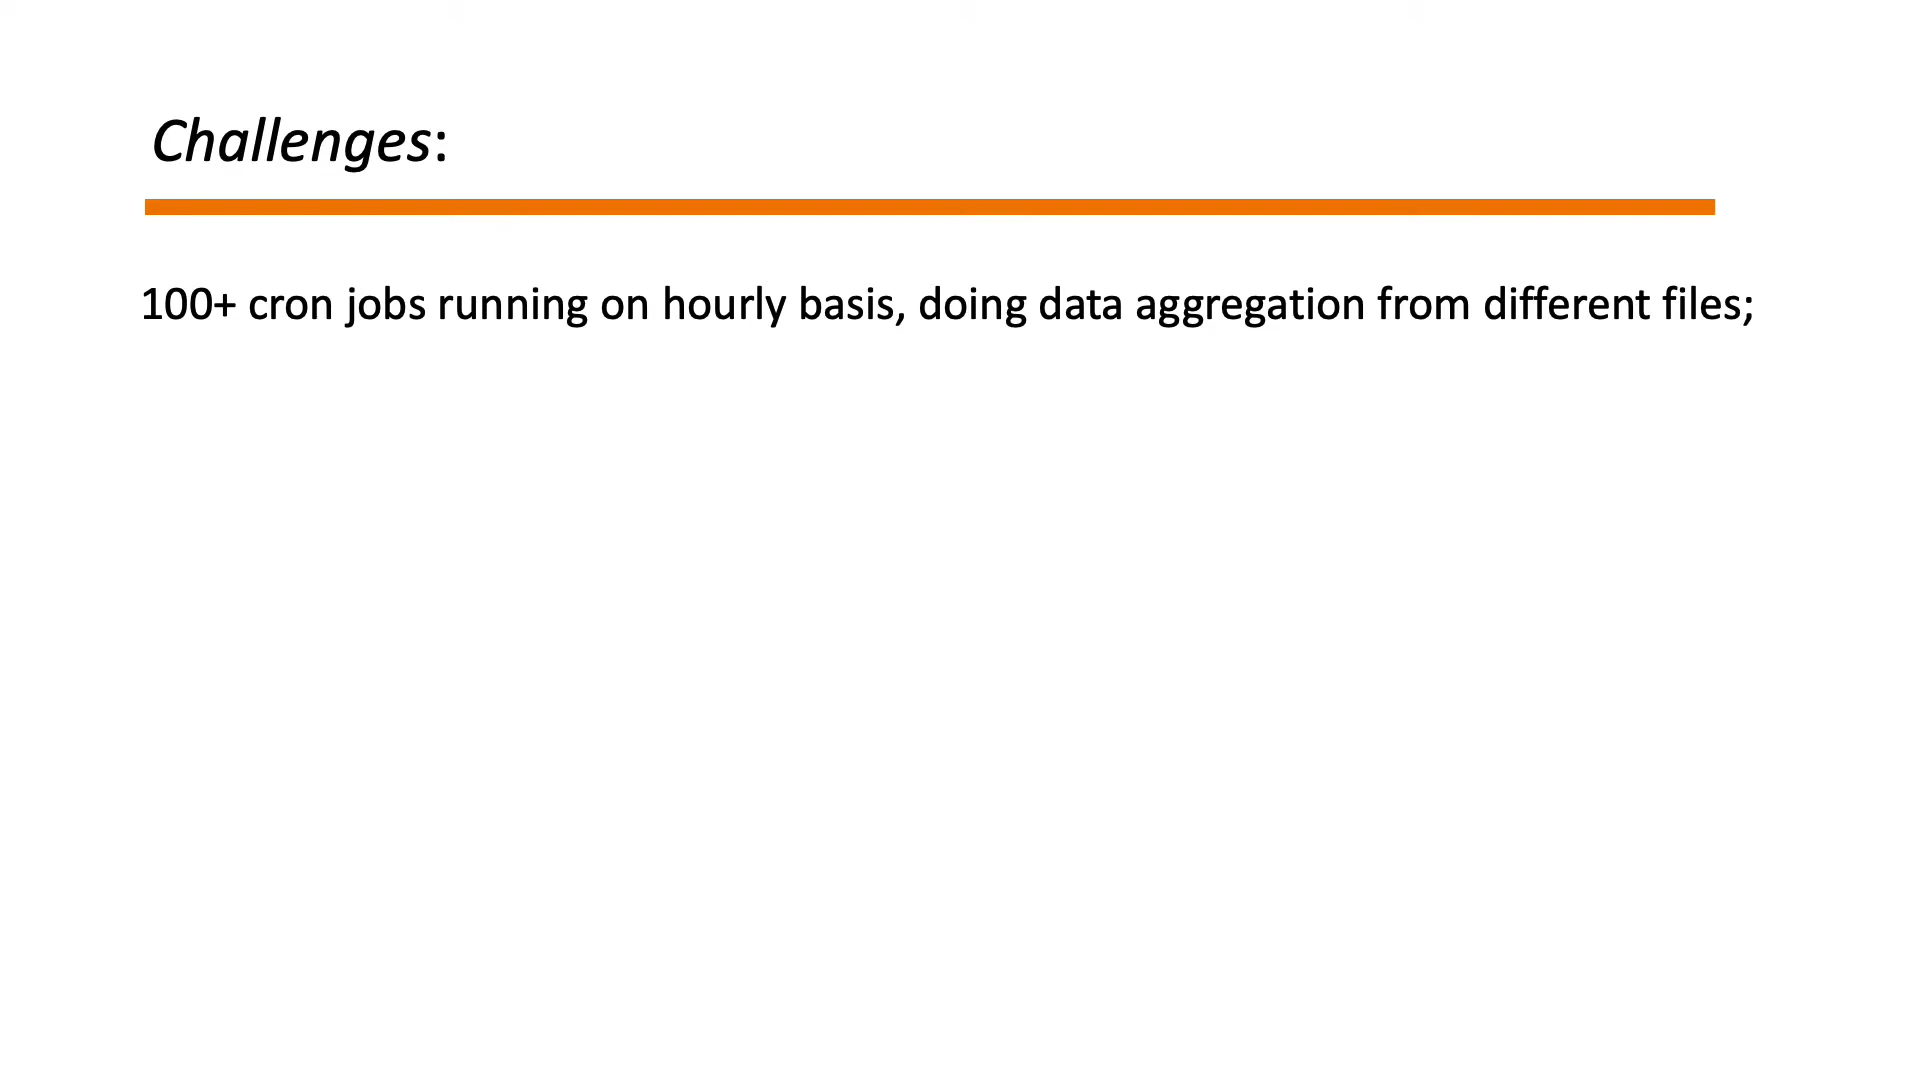 Challenges:
100+ cron jobs running on hourly basis, doing data aggregation from different files;